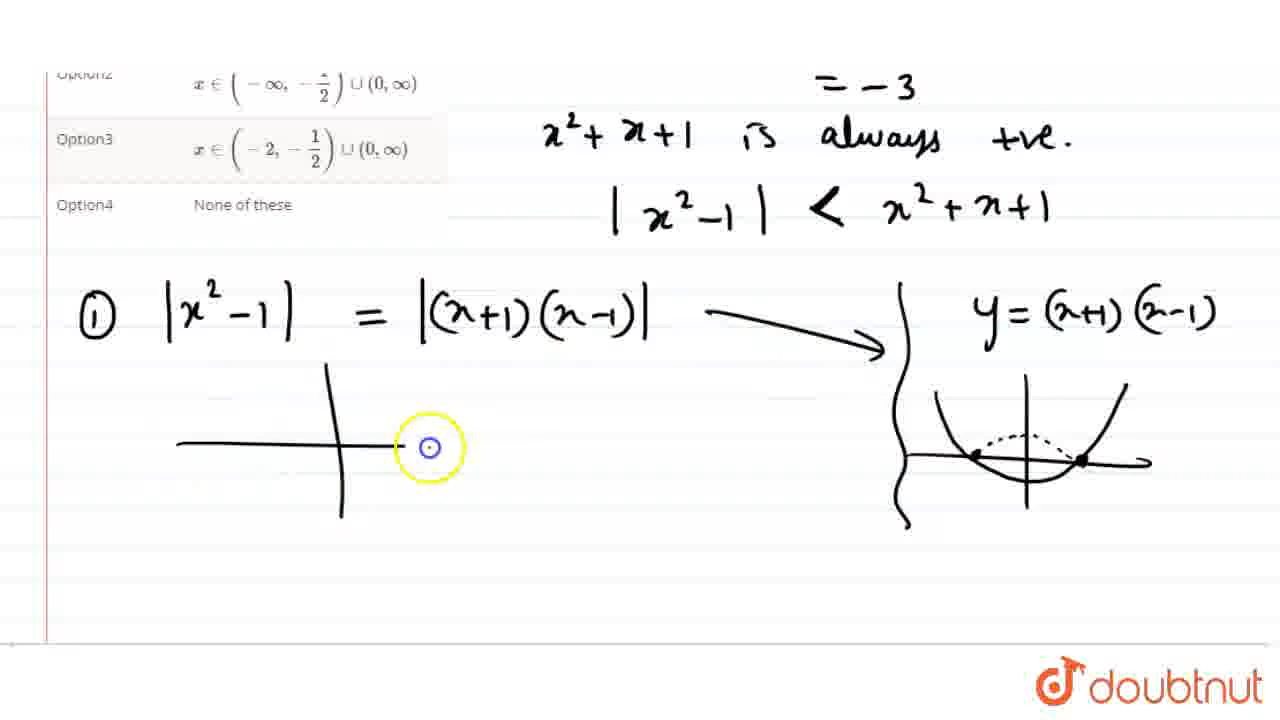 Option2 x ∈ ( − ∞, − 1/2 ) ∪ (0, ∞)
Option3 x ∈ ( − 2, − 1/2 ) ∪ (0, ∞)
Option4 None of these
= -3
x² + x + 1 is always +ve.
| x² - 1 | < x² + x + 1
① |x² - 1| = |(x+1)(x-1)|
y = (x+1)(x-1)
doubtnut